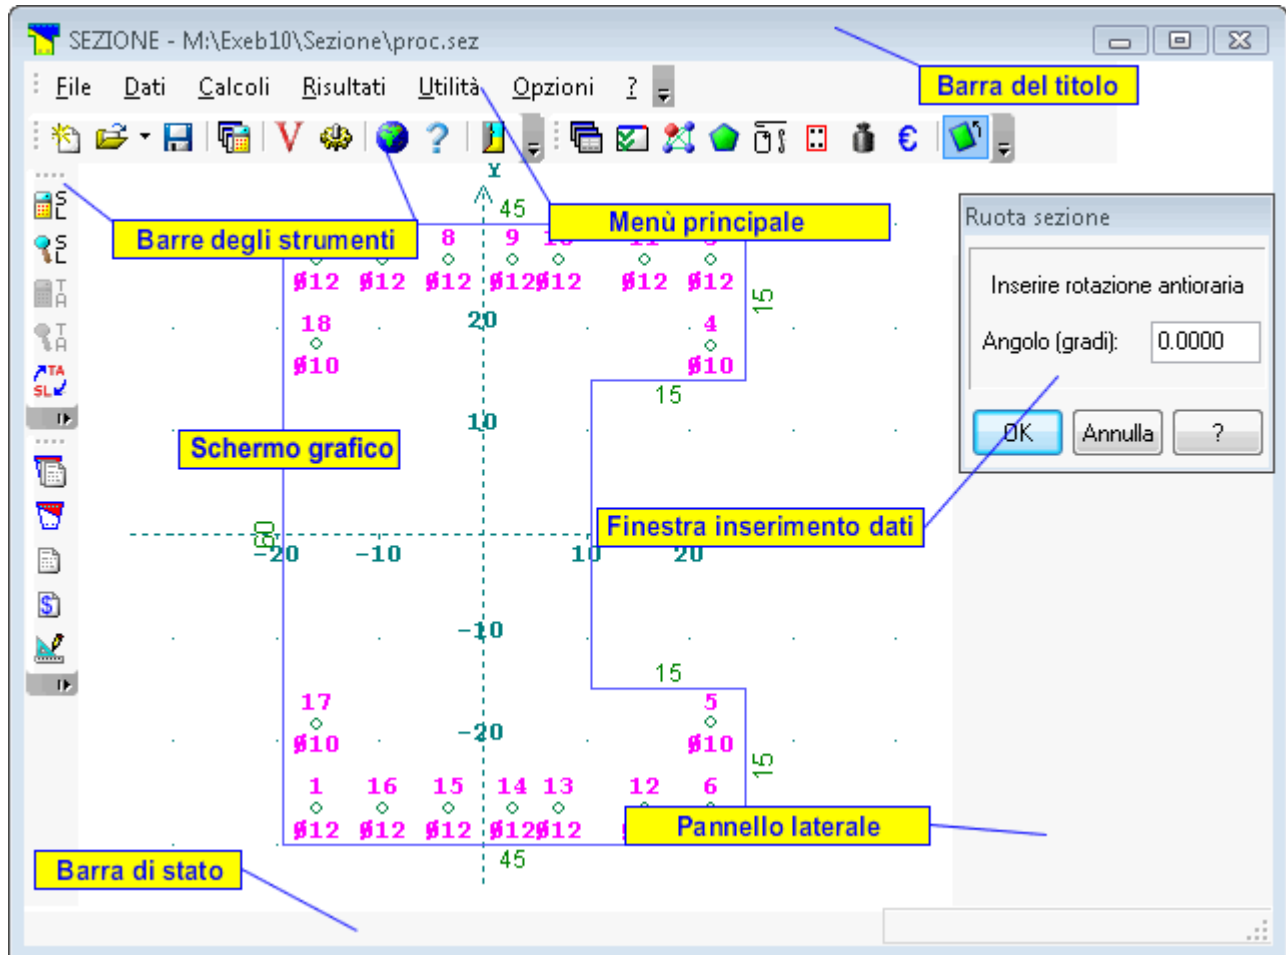 SEZIONE - M:\Exeb10\Sezione\proc.sez
Barra del titolo
File Dati Calcoli Risultati Utilità Opzioni ?
V ? €
Y
45
Menù principale
Barre degli strumenti
S L
S L
T A
T A
TA SL
8 9
ø12 ø12 ø12 ø12 ø12 ø12 ø12
15
20
18 4
ø10 ø10
15
10
Ruota sezione
Inserire rotazione antioraria
Angolo (gradi): 0.0000
OK Annulla ?
Schermo grafico
Finestra inserimento dati
60
-20 -10 10 20
-10
15
17 5
-20
ø10 ø10
15
1 16 15 14 13 12 6
ø12 ø12 ø12 ø12 ø12
Pannello laterale
45
Barra di stato